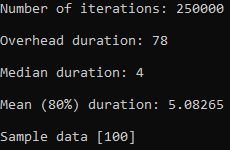 Number of iterations: 250000
Overhead duration: 78
Median duration: 4
Mean (80%) duration: 5.08265
Sample data [100]